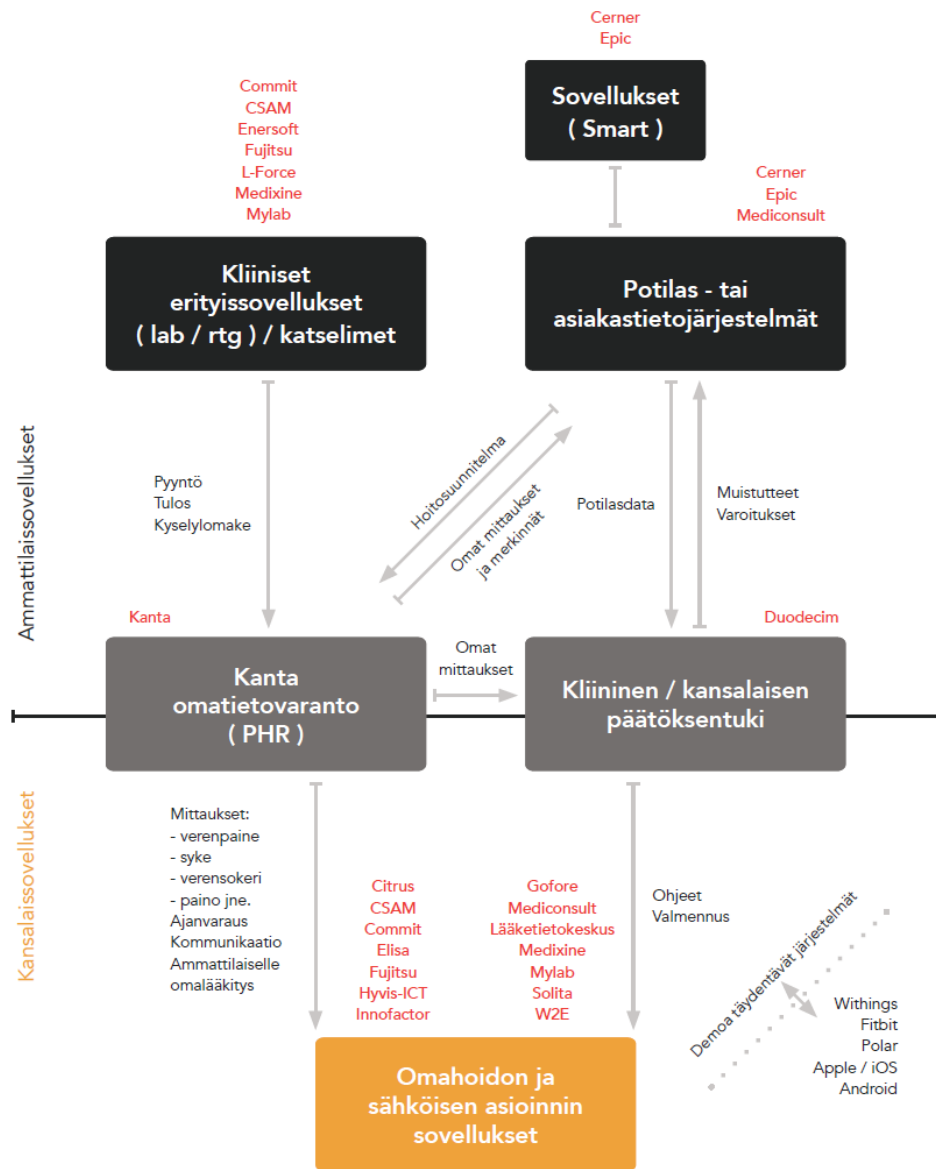 Cerner
Epic
Sovellukset
( Smart )
Commit
CSAM
Enersoft
Fujitsu
L-Force
Medixine
Mylab
Cerner
Epic
Mediconsult
Kliiniset
erityissovellukset
( lab / rtg ) / katselimet
Potilas - tai
asiakastietojärjestelmät
Ammattilaissovellukset
Pyyntö
Tulos
Kyselylomake
Hoitosuunnitelma
Omat mittaukset
ja merkinnät
Potilasdata
Muistutteet
Varoitukset
Kanta
Duodecim
Kanta
omatietovaranto
( PHR )
Omat
mittaukset
Kliininen / kansalaisen
päätöksentuki
Kansalaissovellukset
Mittaukset:
- verenpaine
- syke
- verensokeri
- paino jne.
Ajanvaraus
Kommunikaatio
Ammattilaiselle
omalääkitys
Citrus
CSAM
Commit
Elisa
Fujitsu
Hyvis-ICT
Innofactor
Gofore
Mediconsult
Lääketietokeskus
Medixine
Mylab
Solita
W2E
Ohjeet
Valmennus
Demoa täydentävät järjestelmät
Withings
Fitbit
Polar
Apple / iOS
Android
Omahoidon ja
sähköisen asioinnin
sovellukset